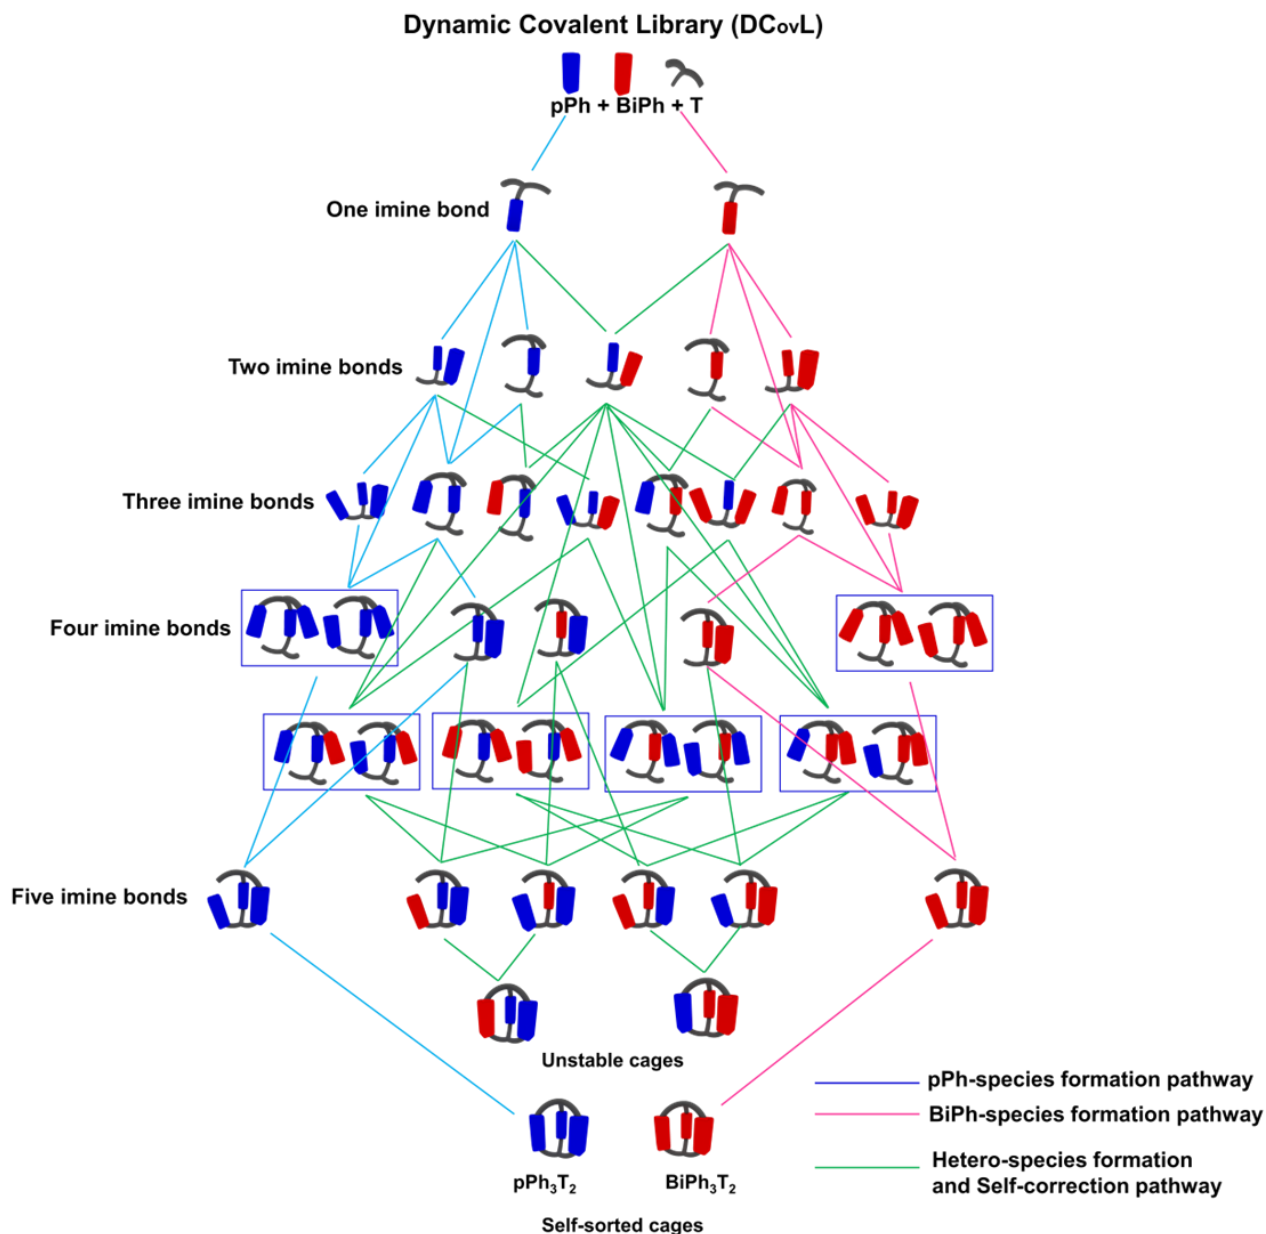 Dynamic Covalent Library (DCovL)
pPh + BiPh + T
One imine bond
Two imine bonds
Three imine bonds
Four imine bonds
Five imine bonds
Unstable cages
pPh-species formation pathway
BiPh-species formation pathway
Hetero-species formation
and Self-correction pathway
pPh₃T₂ BiPh₃T₂
Self-sorted cages